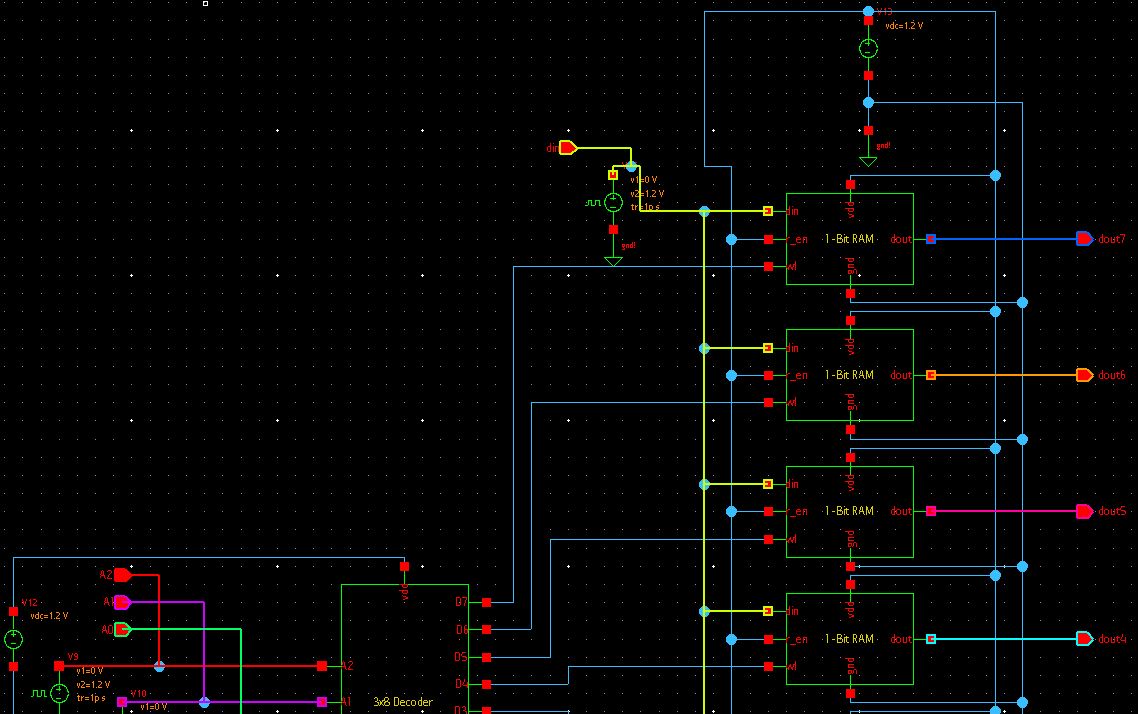 V13
vdc=1.2 V
gnd!
din
v1=0 V
v2=1.2 V
tr=1p s
gnd!
vdd
din
r_en
wl
1-Bit RAM
dout
gnd
dout7
vdd
din
r_en
wl
1-Bit RAM
dout
gnd
dout6
vdd
din
r_en
wl
1-Bit RAM
dout
gnd
dout5
vdd
din
r_en
wl
1-Bit RAM
dout
gnd
dout4
A2
A1
A0
V12
vdc=1.2 V
V9
v1=0 V
v2=1.2 V
tr=1p s
V10
v1=0 V
vdd
A2
A1
3x8 Decoder
D7
D6
D5
D4
D3